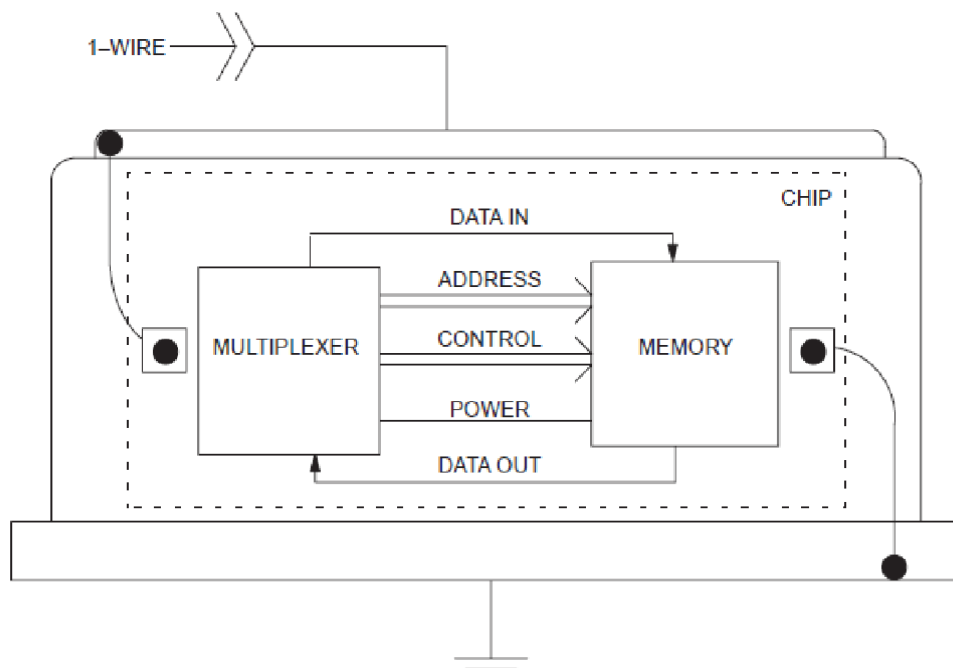 1–WIRE
CHIP
DATA IN
ADDRESS
MULTIPLEXER
CONTROL
MEMORY
POWER
DATA OUT